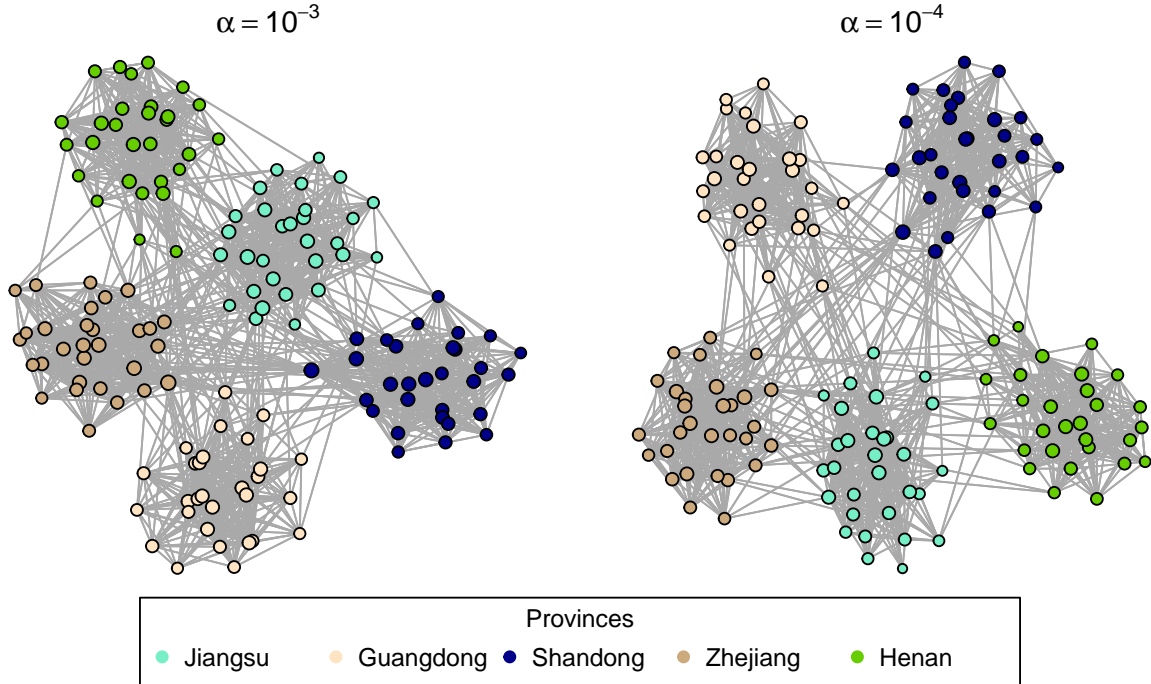 α = 10⁻³
α = 10⁻⁴
Provinces
Jiangsu
Guangdong
Shandong
Zhejiang
Henan